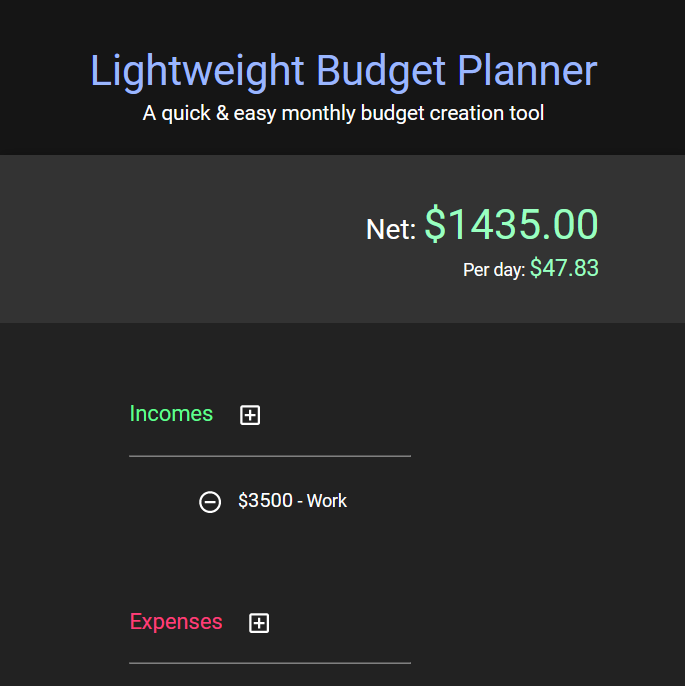 Lightweight Budget Planner
A quick & easy monthly budget creation tool
Net: $1435.00
Per day: $47.83
Incomes
$3500 - Work
Expenses